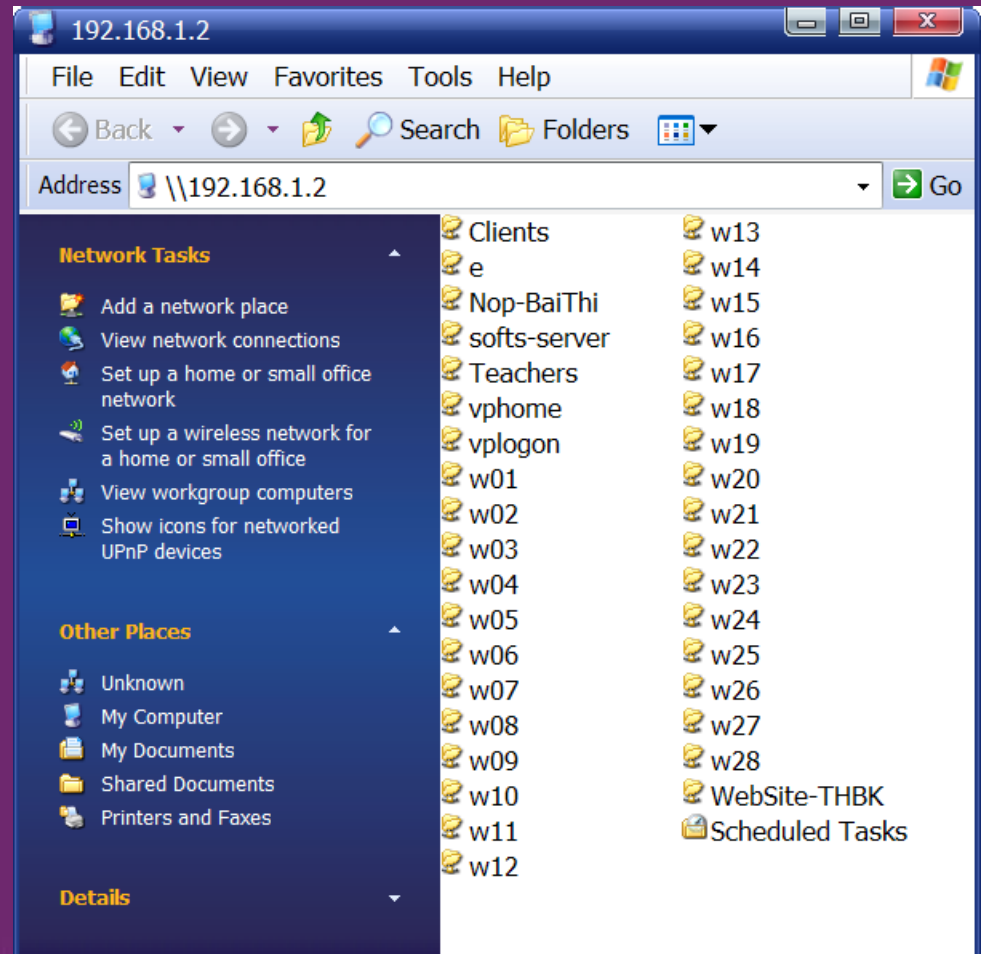 192.168.1.2
File Edit View Favorites Tools Help
Back Search Folders
Address \\192.168.1.2 Go
Network Tasks
Add a network place
View network connections
Set up a home or small office
network
Set up a wireless network for
a home or small office
View workgroup computers
Show icons for networked
UPnP devices
Other Places
Unknown
My Computer
My Documents
Shared Documents
Printers and Faxes
Details
Clients
e
Nop-BaiThi
softs-server
Teachers
vphome
vplogon
w01
w02
w03
w04
w05
w06
w07
w08
w09
w10
w11
w12
w13
w14
w15
w16
w17
w18
w19
w20
w21
w22
w23
w24
w25
w26
w27
w28
WebSite-THBK
Scheduled Tasks